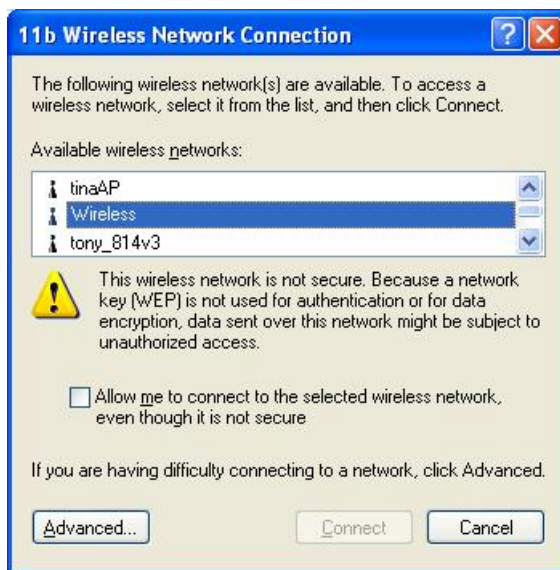 11b Wireless Network Connection
The following wireless network(s) are available. To access a
wireless network, select it from the list, and then click Connect.
Available wireless networks:
tinaAP
Wireless
tony_814v3
This wireless network is not secure. Because a network
key (WEP) is not used for authentication or for data
encryption, data sent over this network might be subject to
unauthorized access.
Allow me to connect to the selected wireless network,
even though it is not secure
If you are having difficulty connecting to a network, click Advanced.
Advanced... Connect Cancel